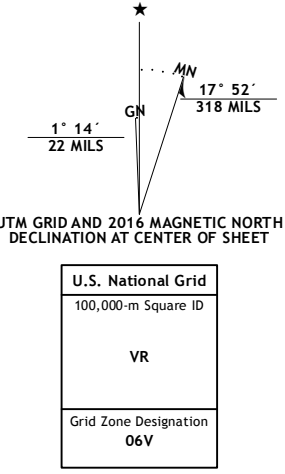 ★
MN
17° 52´
318 MILS
GN
1° 14´
22 MILS
UTM GRID AND 2016 MAGNETIC NORTH
DECLINATION AT CENTER OF SHEET
U.S. National Grid
100,000-m Square ID
VR
Grid Zone Designation
06V